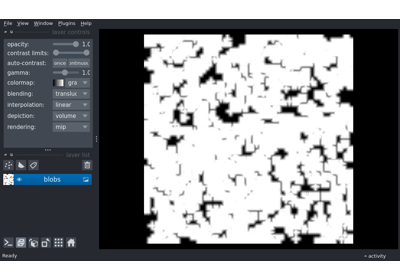 File View Window Plugins Help
layer controls
opacity: 1.0
contrast limits:
auto-contrast: once
gamma: 1.0
colormap: gra
blending: translu
interpolation: linear
depiction: volume
rendering: mip
layer list
blobs
Ready
activity